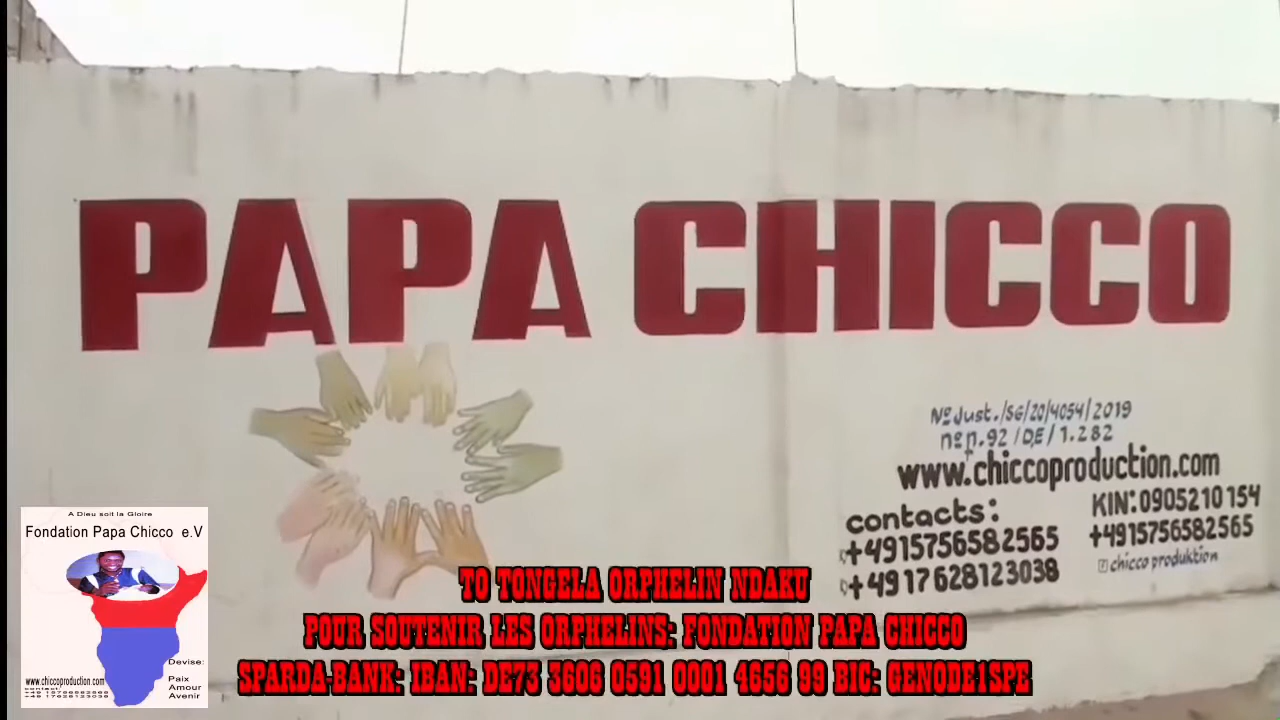 PAPA CHICCO
Nº Just./SG/20/4054/2019
nº п.92 /DE/1.282
www.chiccoproduction.com
contacts:
+4915756582565
+4917628123038
KIN: 0905210154
+4915756582565
chicco produktion
A Dieu soit la Gloire
Fondation Papa Chicco e.V
Devise:
Paix
Amour
Avenir
www.chiccoproduction.com
TO TONGELA ORPHELIN NDAKU
POUR SOUTENIR LES ORPHELINS: FONDATION PAPA CHICCO
SPARDA-BANK: IBAN: DE73 3606 0591 0001 4656 99 BIC: GENODE1SPE